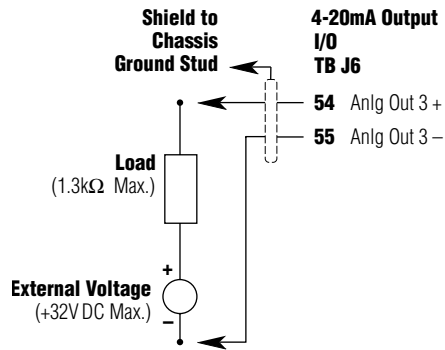 Shield to
Chassis
Ground Stud
4-20mA Output
I/O
TB J6
54 Anlg Out 3 +
55 Anlg Out 3 –
Load
(1.3kΩ Max.)
+
External Voltage
(+32V DC Max.)
–